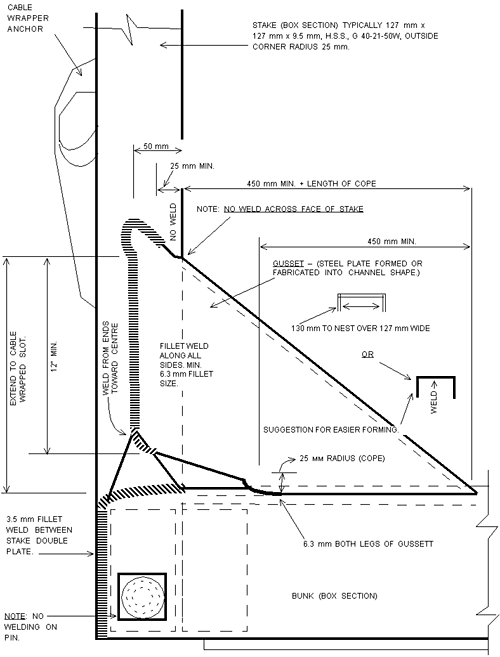 CABLE
WRAPPER
ANCHOR
STAKE (BOX SECTION) TYPICALLY 127 mm x
127 mm x 9.5 mm, H.S.S., G 40-21-50W, OUTSIDE
CORNER RADIUS 25 mm.
50 mm
25 mm MIN.
450 mm MIN. + LENGTH OF COPE
NO WELD
NOTE: NO WELD ACROSS FACE OF STAKE
450 mm MIN.
GUSSET – (STEEL PLATE FORMED OR
FABRICATED INTO CHANNEL SHAPE.)
130 mm TO NEST OVER 127 mm WIDE
OR
WELD
SUGGESTION FOR EASIER FORMING.
EXTEND TO CABLE
WRAPPED SLOT.
12" MIN.
WELD FROM ENDS
TOWARD CENTRE
FILLET WELD
ALONG ALL
SIDES. MIN.
6.3 mm FILLET
SIZE.
25 мм RADIUS (COPE)
3.5 mm FILLET
WELD BETWEEN
STAKE DOUBLE
PLATE.
6.3 mm BOTH LEGS OF GUSSETT
BUNK (BOX SECTION)
NOTE: NO
WELDING ON
PIN.